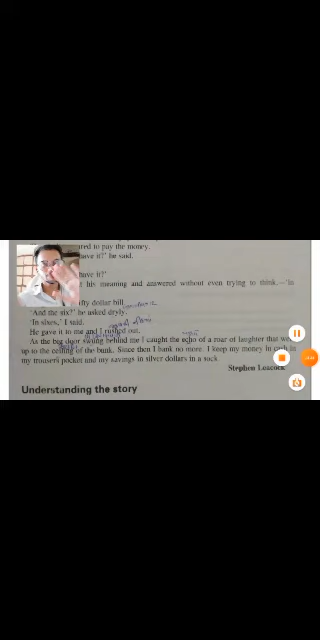 red to pay the money.
have it?' he said.
have it?'
his meaning and answered without even trying to think,—'In
fty dollar bill
'And the six?' he asked dryly.
'In sixes,' I said.
He gave it to me and I rushed out.
As the big door swung behind me I caught the echo of a roar of laughter that we
up to the ceiling of the bank. Since then I bank no more. I keep my money in cash in
my trousers pocket and my savings in silver dollars in a sock.
Stephen Leacock
Understanding the story